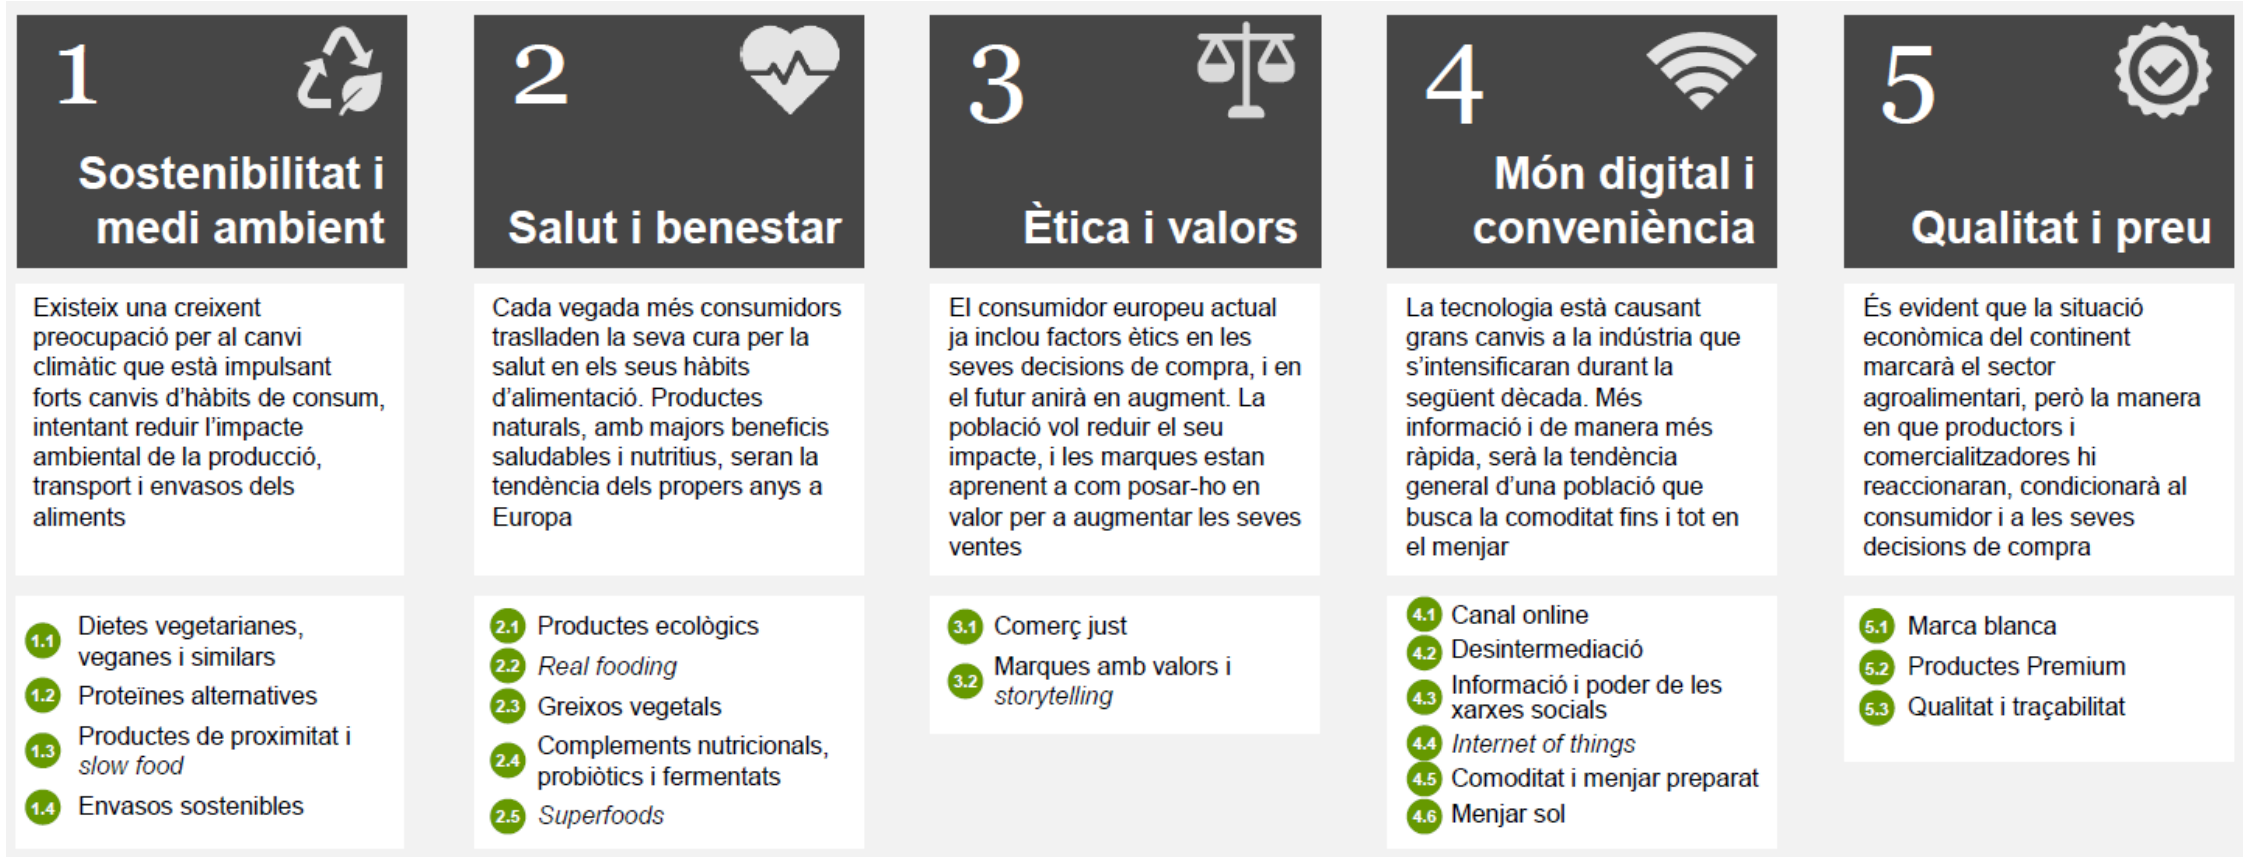 1
Sostenibilitat i
medi ambient
Existeix una creixent
preocupació per al canvi
climàtic que està impulsant
forts canvis d'hàbits de consum,
intentant reduir l'impacte
ambiental de la producció,
transport i envasos dels
aliments
1.1 Dietes vegetarianes,
veganes i similars
1.2 Proteïnes alternatives
1.3 Productes de proximitat i
slow food
1.4 Envasos sostenibles
2
Salut i benestar
Cada vegada més consumidors
traslladen la seva cura per la
salut en els seus hàbits
d'alimentació. Productes
naturals, amb majors beneficis
saludables i nutritius, seran la
tendència dels propers anys a
Europa
2.1 Productes ecològics
2.2 Real fooding
2.3 Greixos vegetals
2.4 Complements nutricionals,
probiòtics i fermentats
2.5 Superfoods
3
Ètica i valors
El consumidor europeu actual
ja inclou factors ètics en les
seves decisions de compra, i en
el futur anirà en augment. La
població vol reduir el seu
impacte, i les marques estan
aprenent a com posar-ho en
valor per a augmentar les seves
ventes
3.1 Comerç just
3.2 Marques amb valors i
storytelling
4
Món digital i
conveniència
La tecnologia està causant
grans canvis a la indústria que
s'intensificaran durant la
següent dècada. Més
informació i de manera més
ràpida, serà la tendència
general d'una població que
busca la comoditat fins i tot en
el menjar
4.1 Canal online
4.2 Desintermediació
4.3 Informació i poder de les
xarxes socials
4.4 Internet of things
4.5 Comoditat i menjar preparat
4.6 Menjar sol
5
Qualitat i preu
És evident que la situació
econòmica del continent
marcarà el sector
agroalimentari, però la manera
en que productors i
comercialitzadores hi
reaccionaran, condicionarà al
consumidor i a les seves
decisions de compra
5.1 Marca blanca
5.2 Productes Premium
5.3 Qualitat i traçabilitat